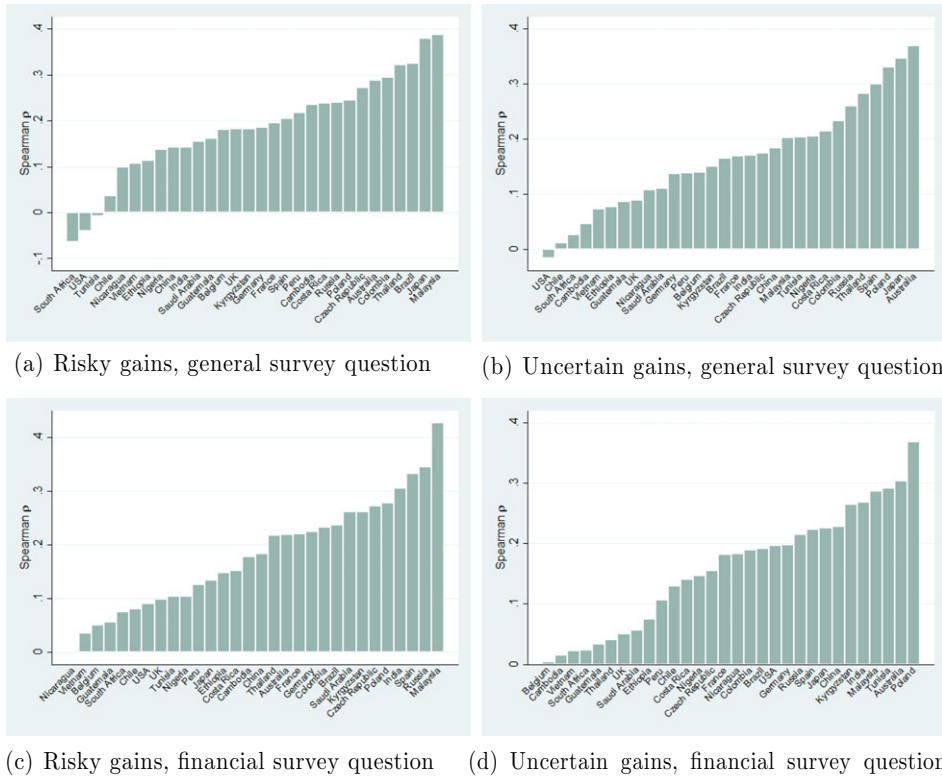 .4
.3
.2
.1
0
-.1
Spearman ρ
South Africa
USA
Tunisia
Chile
Nicaragua
Vietnam
Ethiopia
Nigeria
China
India
Saudi Arabia
Guatemala
Belgium
UK
Kyrgyzstan
Germany
France
Spain
Peru
Cambodia
Costa Rica
Russia
Poland
Czech Republic
Australia
Colombia
Thailand
Brazil
Japan
Malaysia
(a) Risky gains, general survey question
.4
.3
.2
.1
0
Spearman ρ
USA
Chile
South Africa
Cambodia
Vietnam
Ethiopia
Guatemala
UK
Nicaragua
Saudi Arabia
Germany
Peru
Belgium
Kyrgyzstan
Brazil
France
India
Czech Republic
China
Malaysia
Tunisia
Nigeria
Costa Rica
Colombia
Russia
Thailand
Spain
Poland
Japan
Australia
(b) Uncertain gains, general survey question
.4
.3
.2
.1
0
Spearman ρ
Nicaragua
Vietnam
Belgium
Guatemala
South Africa
Chile
USA
UK
Tunisia
Nigeria
Peru
Japan
Ethiopia
Costa Rica
Cambodia
China
Thailand
Australia
France
Germany
Colombia
Brazil
Saudi Arabia
Kyrgyzstan
Czech Republic
Poland
India
Spain
Russia
Malaysia
(c) Risky gains, financial survey question
.4
.3
.2
.1
0
Spearman ρ
Belgium
Cambodia
Vietnam
South Africa
Guatemala
Thailand
UK
Saudi Arabia
Ethiopia
Peru
Chile
Costa Rica
Nigeria
Czech Republic
France
Nicaragua
Colombia
Brazil
USA
Germany
Russia
Spain
Japan
China
Kyrgyzstan
India
Malaysia
Tunisia
Australia
Poland
(d) Uncertain gains, financial survey question